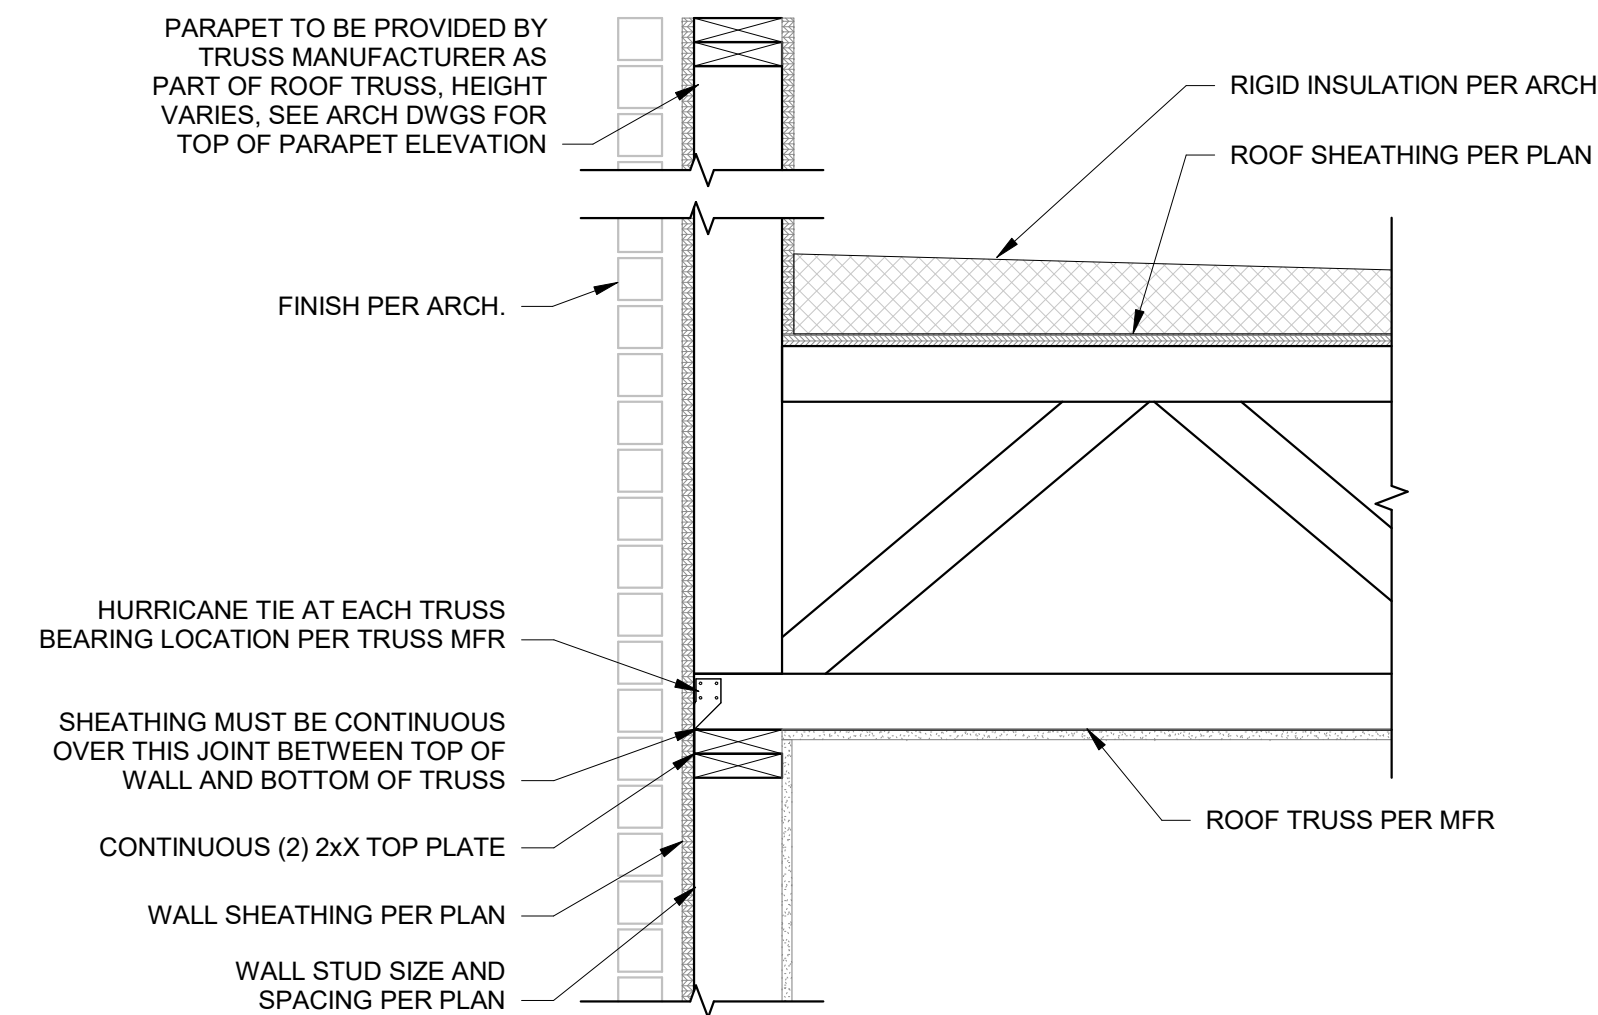 PARAPET TO BE PROVIDED BY
TRUSS MANUFACTURER AS
PART OF ROOF TRUSS, HEIGHT
VARIES, SEE ARCH DWGS FOR
TOP OF PARAPET ELEVATION
RIGID INSULATION PER ARCH
ROOF SHEATHING PER PLAN
FINISH PER ARCH.
HURRICANE TIE AT EACH TRUSS
BEARING LOCATION PER TRUSS MFR
SHEATHING MUST BE CONTINUOUS
OVER THIS JOINT BETWEEN TOP OF
WALL AND BOTTOM OF TRUSS
ROOF TRUSS PER MFR
CONTINUOUS (2) 2xX TOP PLATE
WALL SHEATHING PER PLAN
WALL STUD SIZE AND
SPACING PER PLAN